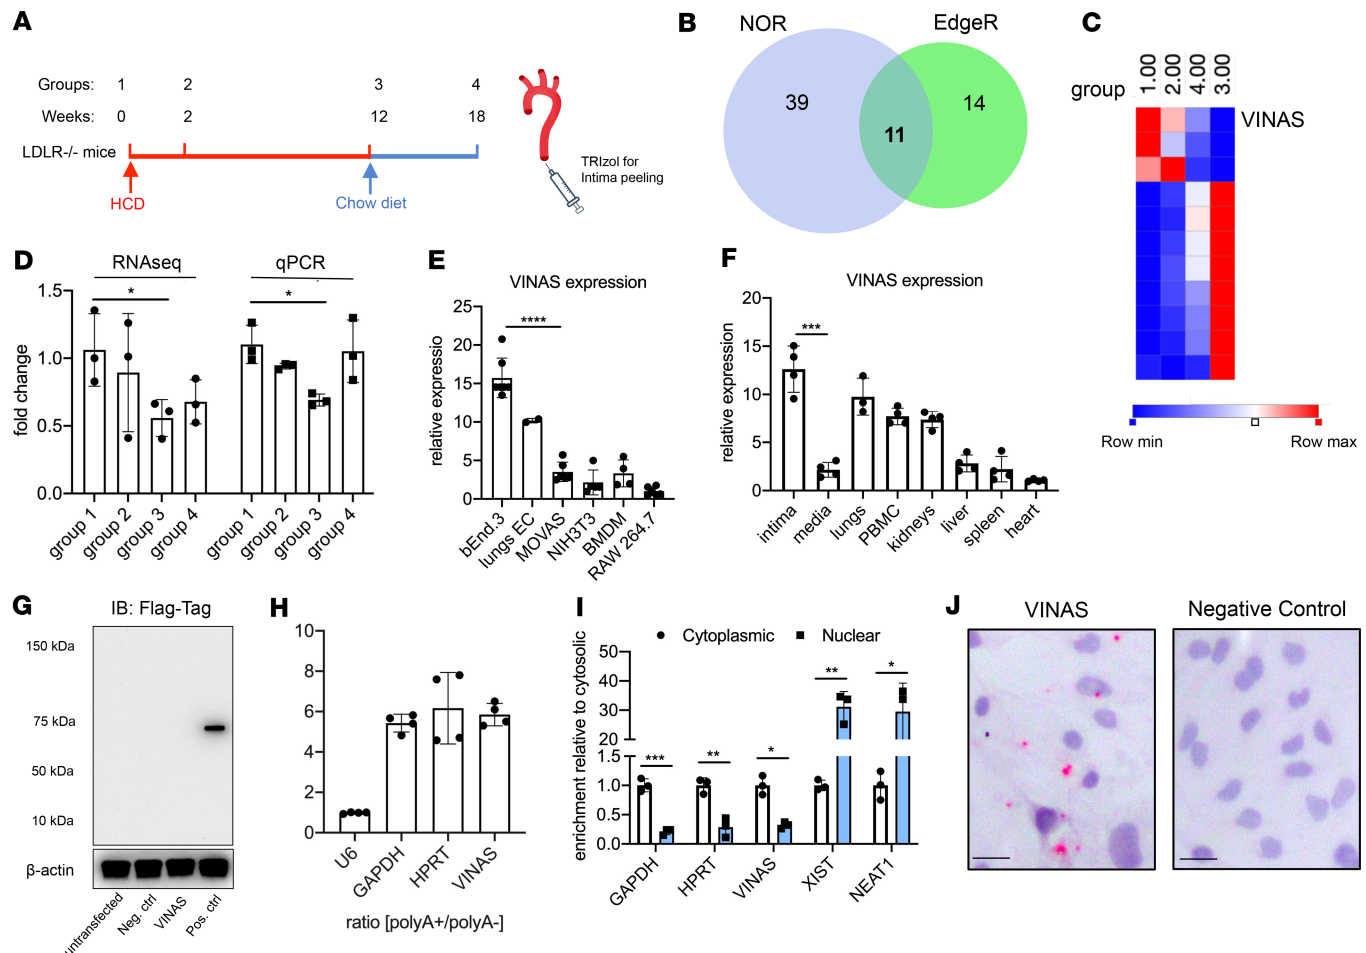 A
Groups: 1 2 3 4
Weeks: 0 2 12 18
LDLR-/- mice
HCD
Chow diet
TRIzol for
Intima peeling
B
NOR
EdgeR
39
11
14
C
group
1.00
2.00
4.00
3.00
VINAS
Row min
Row max
D
RNAseq
qPCR
*
*
fold change
1.5
1.0
0.5
0.0
group 1
group 2
group 3
group 4
group 1
group 2
group 3
group 4
E
VINAS expression
relative expressio
25
20
15
10
5
0
****
bEnd.3
lungs EC
MOVAS
NIH3T3
BMDM
RAW 264.7
F
VINAS expression
relative expression
20
15
10
5
0
***
intima
media
lungs
PBMC
kidneys
liver
spleen
heart
G
IB: Flag-Tag
150 kDa
75 kDa
50 kDa
10 kDa
β-actin
untransfected
Neg. ctrl
VINAS
Pos. ctrl
H
10
8
6
4
2
0
U6
GAPDH
HPRT
VINAS
ratio [polyA+/polyA-]
I
Cytoplasmic
Nuclear
enrichment relative to cytosolic
50
40
30
20
1.5
1.0
0.5
0.0
***
**
*
**
*
GAPDH
HPRT
VINAS
XIST
NEAT1
J
VINAS
Negative Control